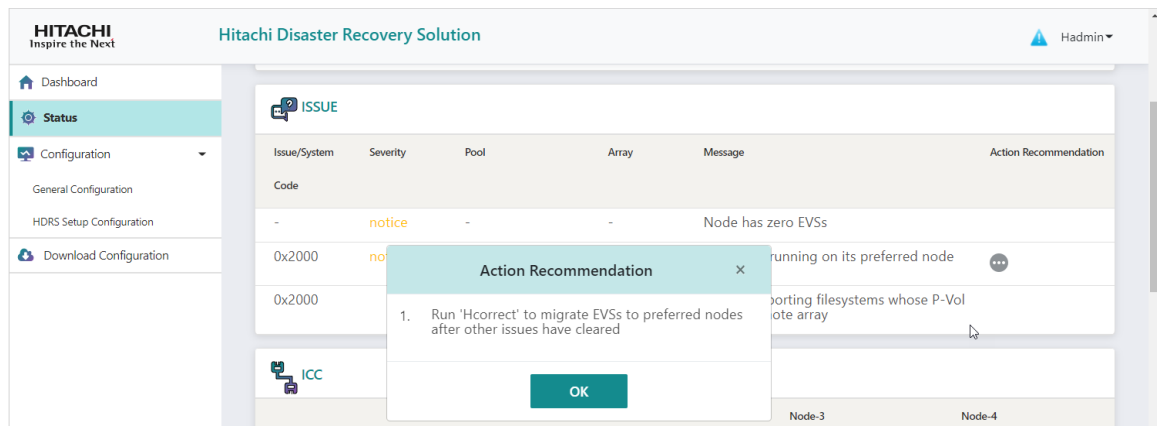 HITACHI
Inspire the Next
Hitachi Disaster Recovery Solution
Hadmin
Dashboard
Status
Configuration
General Configuration
HDRS Setup Configuration
Download Configuration
ISSUE
Issue/System Code
Severity
Pool
Array
Message
Action Recommendation
-
notice
-
-
Node has zero EVSs
0x2000
running on its preferred node
0x2000
filesystems whose P-Vol
array
Action Recommendation
×
1. Run 'Hcorrect' to migrate EVSs to preferred nodes
after other issues have cleared
OK
ICC
Node-3
Node-4